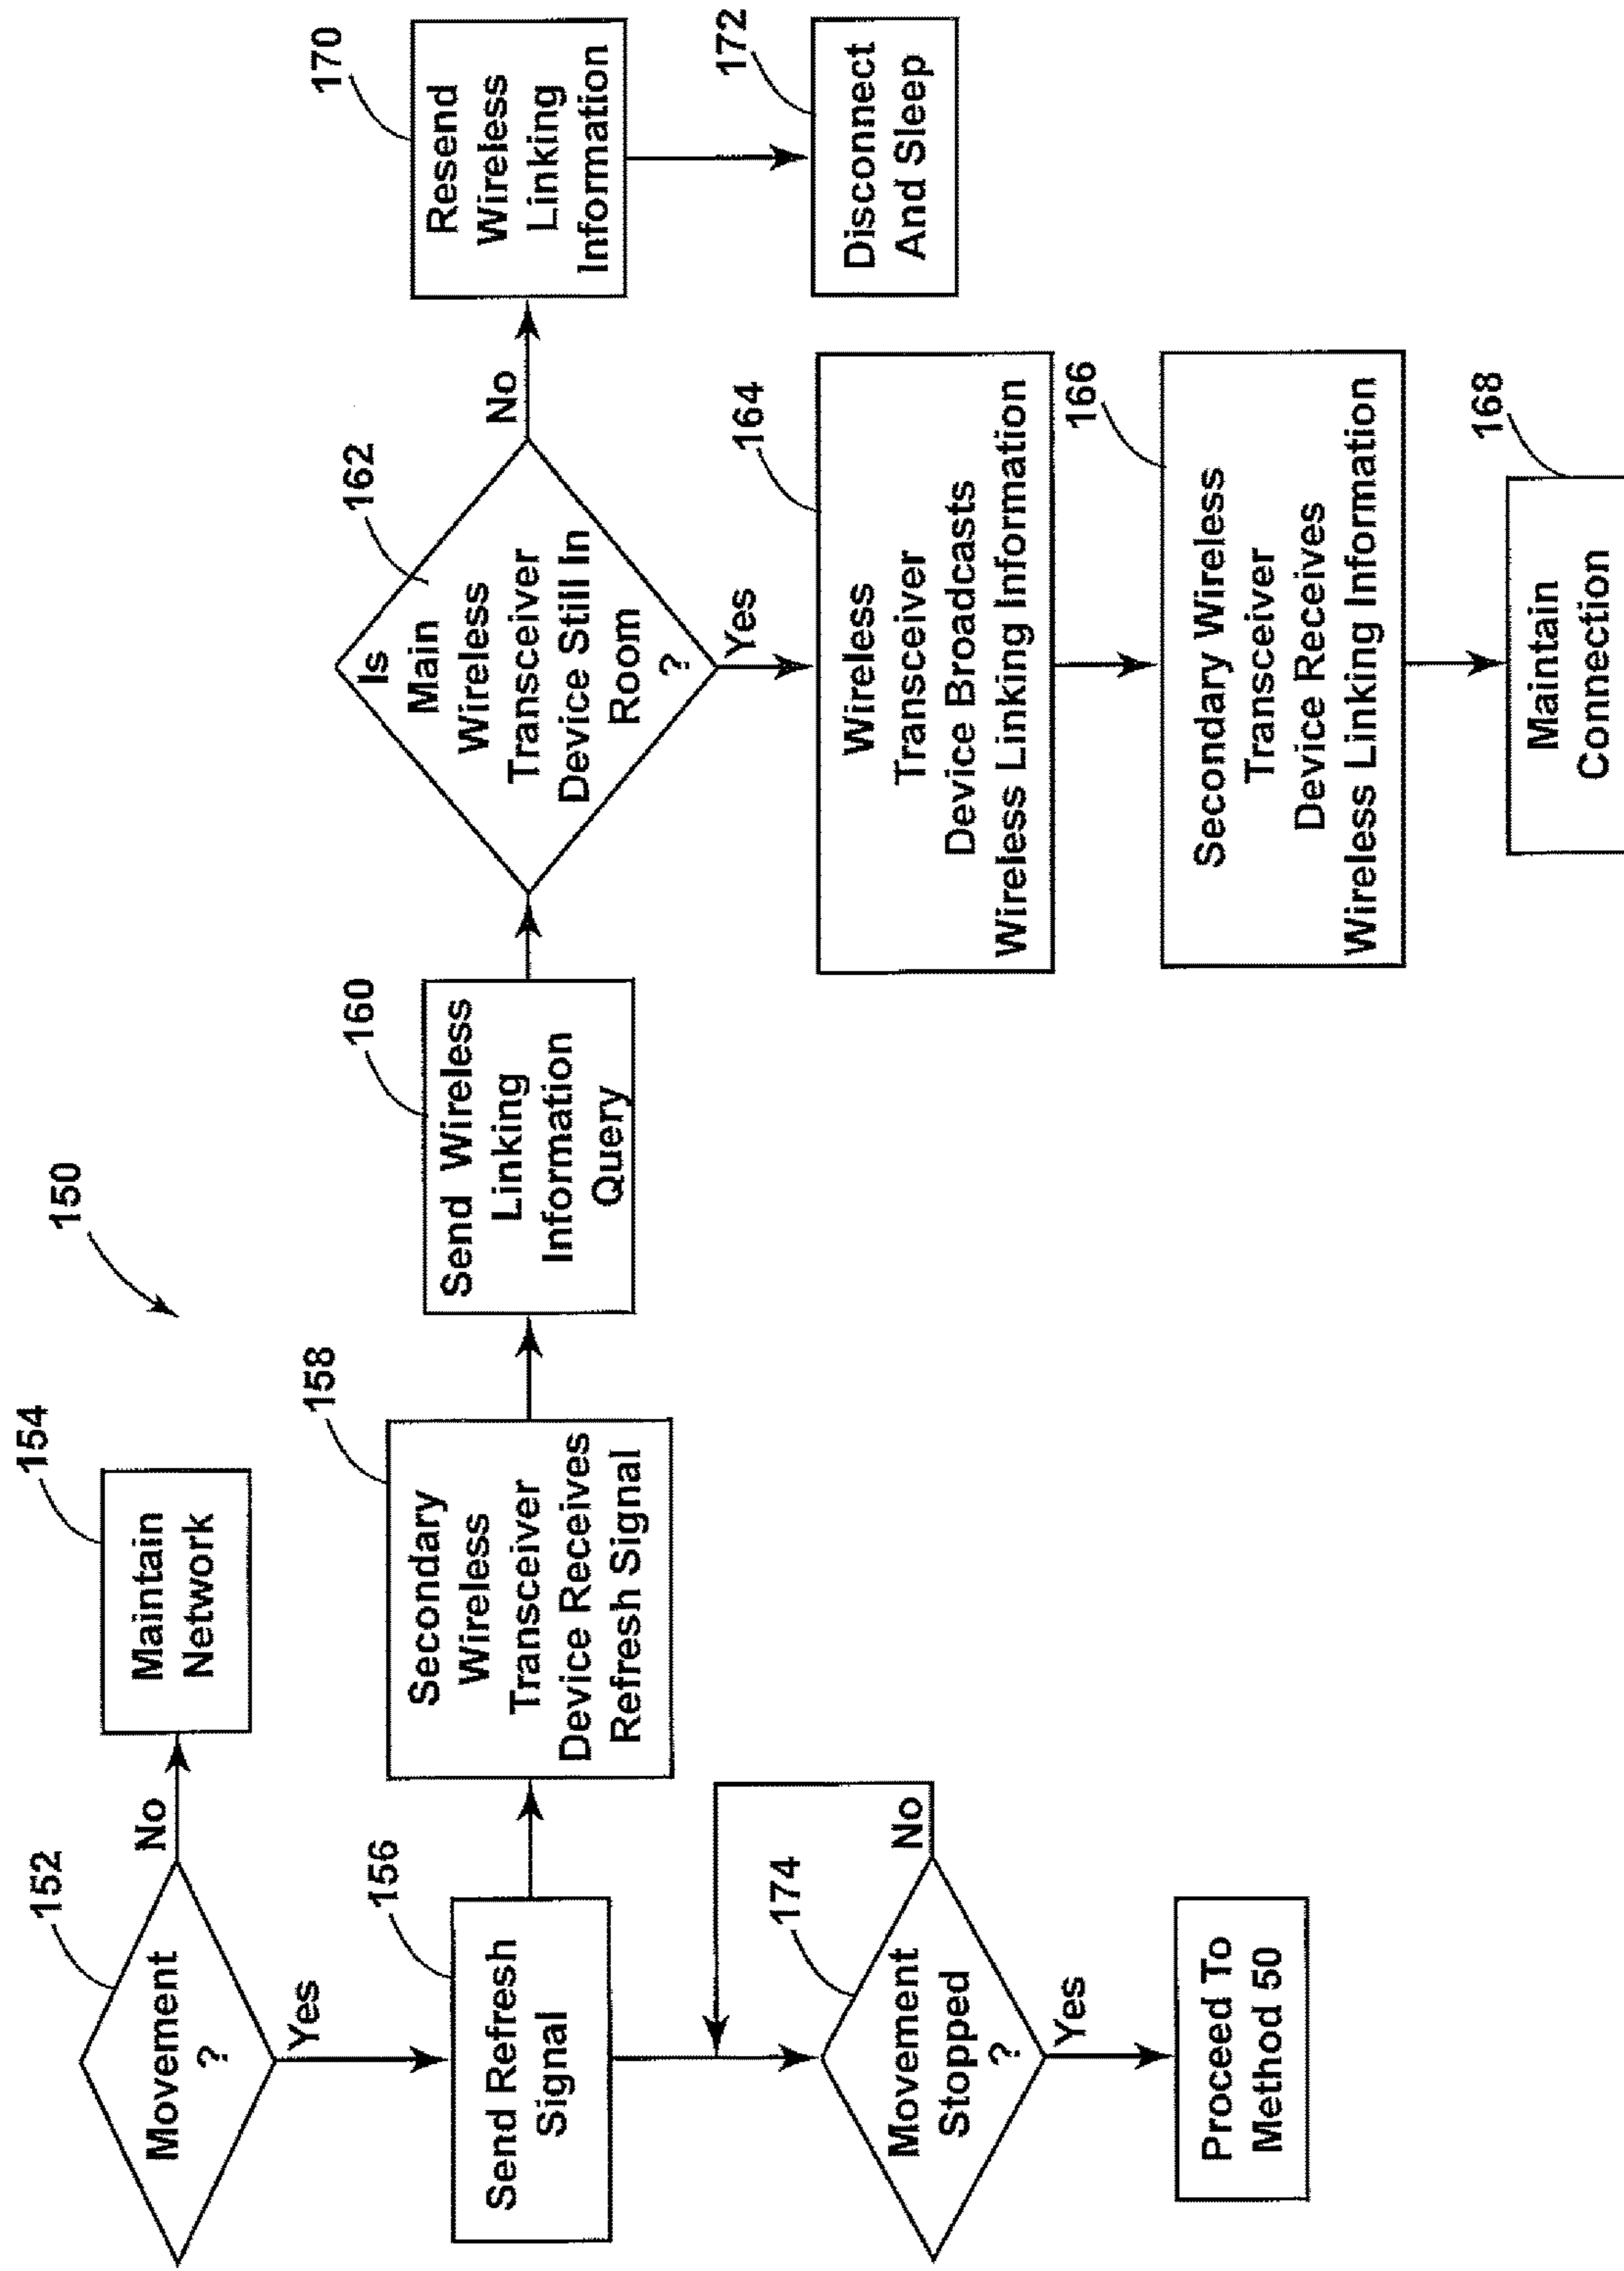 150
152
Movement
?
No
Yes
154
Maintain
Network
156
Send Refresh
Signal
158
Secondary
Wireless
Transceiver
Device Receives
Refresh Signal
160
Send Wireless
Linking
Information
Query
162
Is
Main
Wireless
Transceiver
Device Still In
Room
?
No
Yes
170
Resend
Wireless
Linking
Information
172
Disconnect
And Sleep
164
Wireless
Transceiver
Device Broadcasts
Wireless Linking Information
166
Secondary Wireless
Transceiver
Device Receives
Wireless Linking Information
168
Maintain
Connection
174
Movement
Stopped
?
No
Yes
Proceed To
Method 50